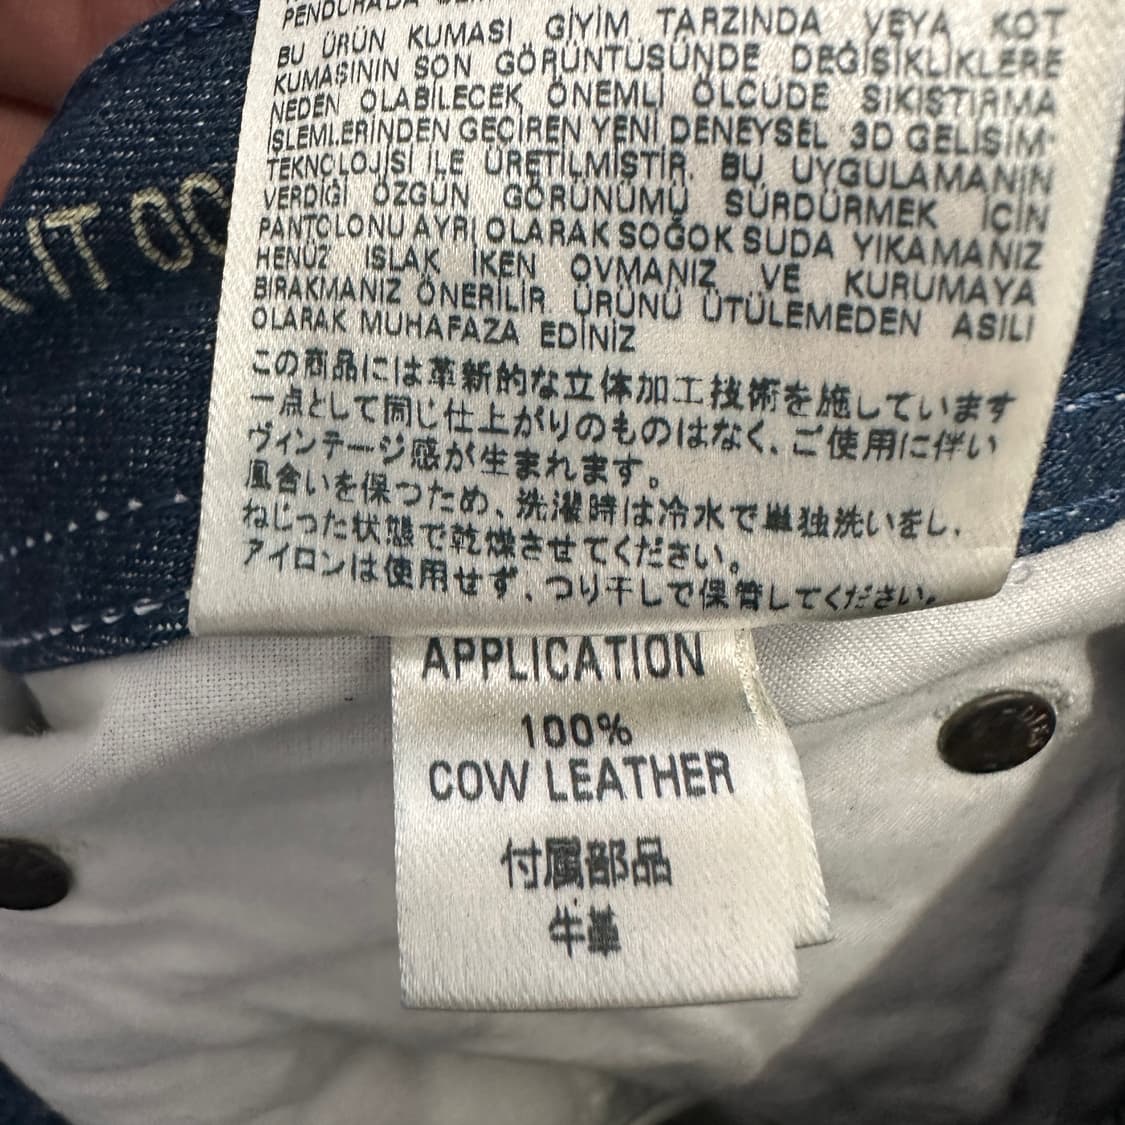 PENDURADA
BU ÜRÜN KUMASI GİYİM TARZINDA VEYA KOT
KUMASININ SON GÖRÜNTÜSÜNDE DEĞİŞİKLİKLERE
NEDEN OLABİLECEK ÖNEMLİ ÖLCÜDE SIKIŞTIRMA
İŞLEMLERİNDEN GEÇİREN YENİ DENEYSEL 3D GELİŞİM
TEKNOLOJİSİ İLE ÜRETİLMİSTİR. BU UYGULAMANIN
VERDİĞİ ÖZGÜN GÖRÜNÜMÜ SÜRDÜRMEK İCİN
PANTOLONU AYRI OLARAK SOĞOK SUDA YIKAMANIZ
HENÜZ ISLAK İKEN OVMANIZ VE KURUMAYA
BIRAKMANIZ ÖNERİLİR. ÜRÜNÜ ÜTÜLEMEDEN ASILI
OLARAK MUHAFAZA EDİNİZ
この商品には革新的な立体加工技術を施しています
一点として同じ仕上がりのものはなく、ご使用に伴い
ヴィンテージ感が生まれます。
風合いを保つため、洗濯時は冷水で単独洗いをし、
ねじった状態で乾燥させてください。
アイロンは使用せず、つり干しで保管してください。
IT
APPLICATION
100%
COW LEATHER
付属部品
牛革